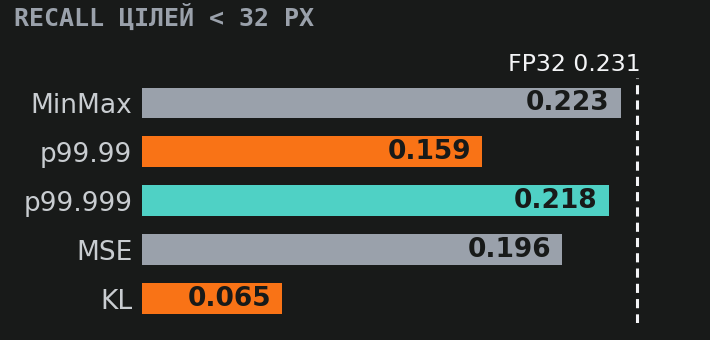 RECALL ЦІЛЕЙ < 32 PX
FP32 0.231
MinMax 0.223
p99.99 0.159
p99.999 0.218
MSE 0.196
KL 0.065